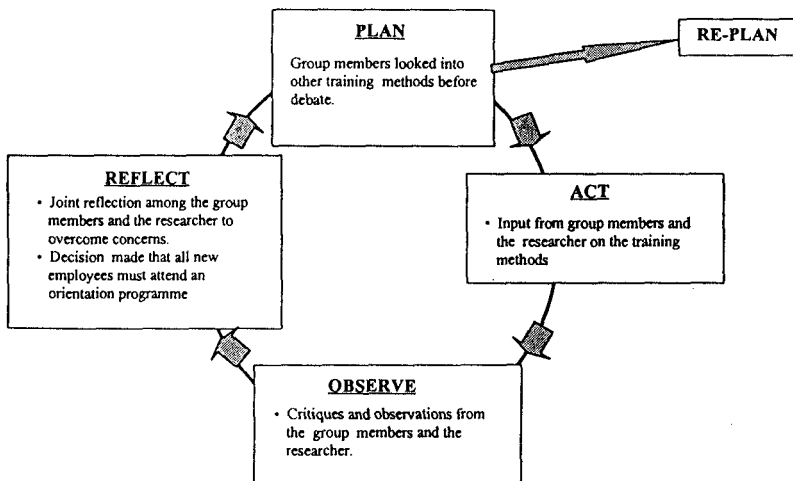 PLAN
Group members looked into
other training methods before
debate.
RE-PLAN
REFLECT
• Joint reflection among the group
members and the researcher to
overcome concerns.
• Decision made that all new
employees must attend an
orientation programme
ACT
• Input from group members and
the researcher on the training
methods
OBSERVE
• Critiques and observations from
the group members and the
researcher.